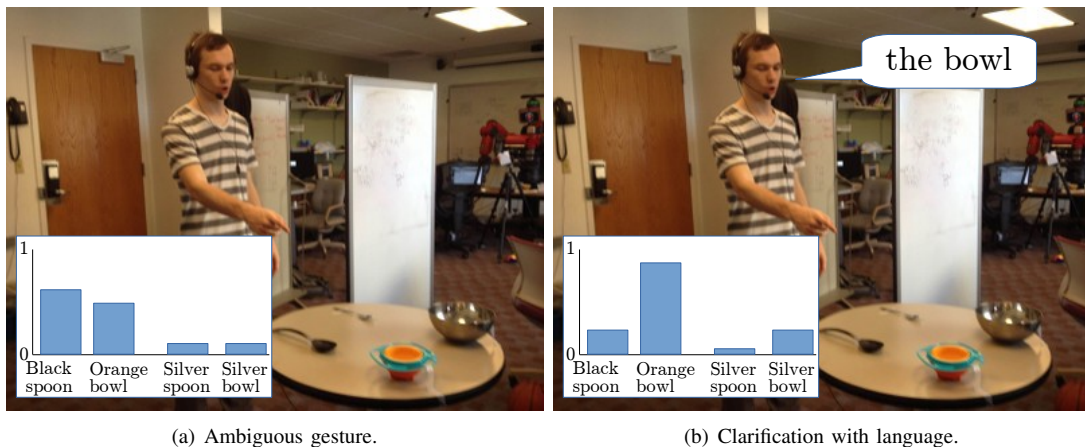 the bowl
1
0
Black
spoon
Orange
bowl
Silver
spoon
Silver
bowl
1
0
Black
spoon
Orange
bowl
Silver
spoon
Silver
bowl
(a) Ambiguous gesture.
(b) Clarification with language.